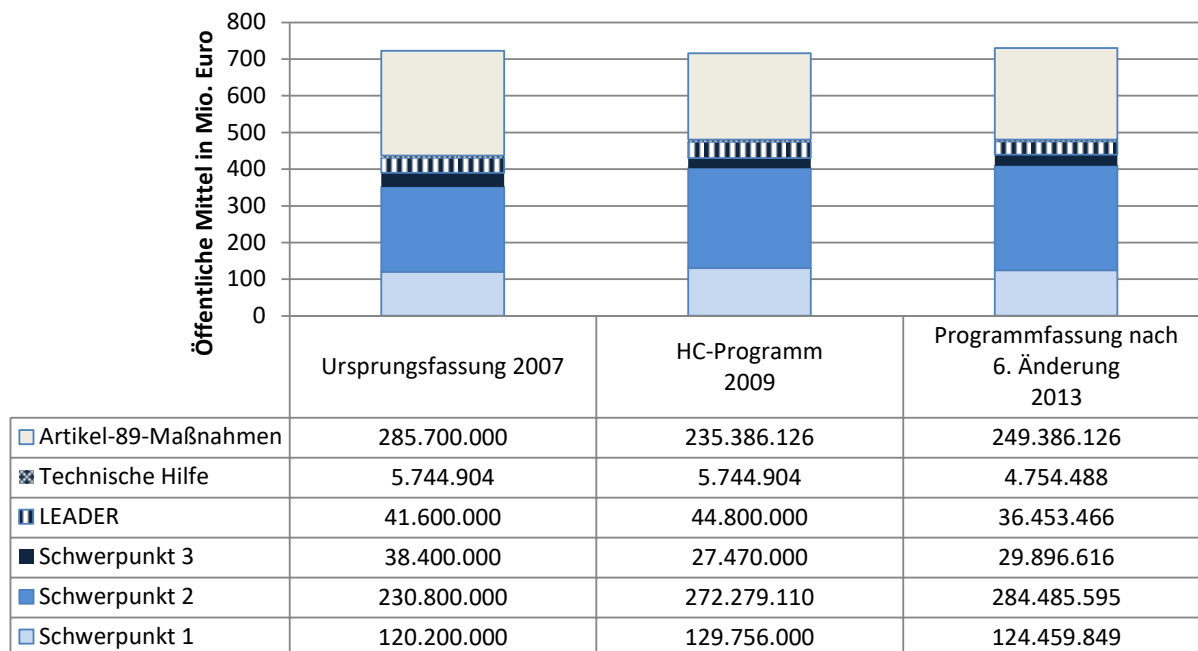 Öffentliche Mittel in Mio. Euro
800
700
600
500
400
300
200
100
0
Ursprungsfassung 2007
HC-Programm
2009
Programmfassung nach
6. Änderung
2013
Artikel-89-Maßnahmen 285.700.000 235.386.126 249.386.126
Technische Hilfe 5.744.904 5.744.904 4.754.488
LEADER 41.600.000 44.800.000 36.453.466
Schwerpunkt 3 38.400.000 27.470.000 29.896.616
Schwerpunkt 2 230.800.000 272.279.110 284.485.595
Schwerpunkt 1 120.200.000 129.756.000 124.459.849